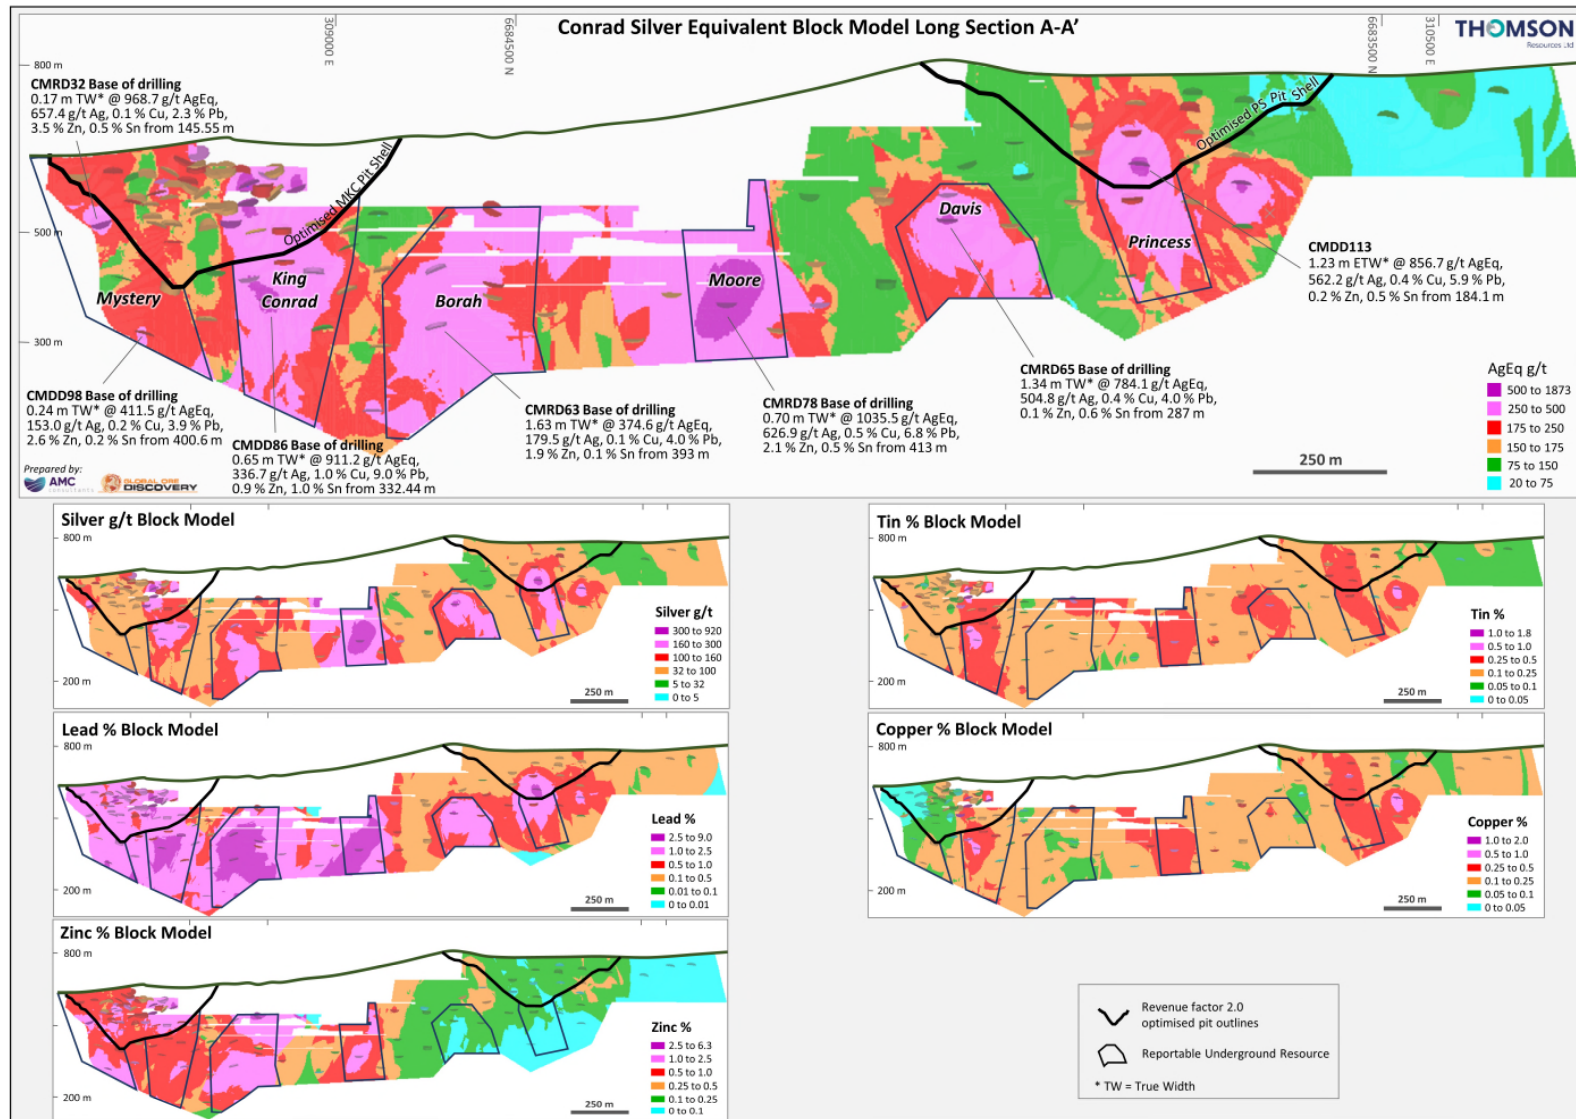 Conrad Silver Equivalent Block Model Long Section A-A'
THOMSON
Resources Ltd
309000 E
6684500 N
6683500 N
310500 E
800 m
500 m
300 m
CMRD32 Base of drilling
0.17 m TW* @ 968.7 g/t AgEq,
657.4 g/t Ag, 0.1 % Cu, 2.3 % Pb,
3.5 % Zn, 0.5 % Sn from 145.55 m
Optimised MKC Pit Shell
Optimised PS Pit Shell
Mystery
King
Conrad
Borah
Moore
Davis
Princess
CMDD113
1.23 m ETW* @ 856.7 g/t AgEq,
562.2 g/t Ag, 0.4 % Cu, 5.9 % Pb,
0.2 % Zn, 0.5 % Sn from 184.1 m
CMDD98 Base of drilling
0.24 m TW* @ 411.5 g/t AgEq,
153.0 g/t Ag, 0.2 % Cu, 3.9 % Pb,
2.6 % Zn, 0.2 % Sn from 400.6 m
CMDD86 Base of drilling
0.65 m TW* @ 911.2 g/t AgEq,
336.7 g/t Ag, 1.0 % Cu, 9.0 % Pb,
0.9 % Zn, 1.0 % Sn from 332.44 m
CMRD63 Base of drilling
1.63 m TW* @ 374.6 g/t AgEq,
179.5 g/t Ag, 0.1 % Cu, 4.0 % Pb,
1.9 % Zn, 0.1 % Sn from 393 m
CMRD78 Base of drilling
0.70 m TW* @ 1035.5 g/t AgEq,
626.9 g/t Ag, 0.5 % Cu, 6.8 % Pb,
2.1 % Zn, 0.5 % Sn from 413 m
CMRD65 Base of drilling
1.34 m TW* @ 784.1 g/t AgEq,
504.8 g/t Ag, 0.4 % Cu, 4.0 % Pb,
0.1 % Zn, 0.6 % Sn from 287 m
250 m
AgEq g/t
500 to 1873
250 to 500
175 to 250
150 to 175
75 to 150
20 to 75
Prepared by:
AMC
consultants
GLOBAL ORE
DISCOVERY
Silver g/t Block Model
800 m
200 m
Silver g/t
300 to 920
160 to 300
100 to 160
32 to 100
5 to 32
0 to 5
250 m
Tin % Block Model
800 m
200 m
Tin %
1.0 to 1.8
0.5 to 1.0
0.25 to 0.5
0.1 to 0.25
0.05 to 0.1
0 to 0.05
250 m
Lead % Block Model
800 m
200 m
Lead %
2.5 to 9.0
1.0 to 2.5
0.5 to 1.0
0.1 to 0.5
0.01 to 0.1
0 to 0.01
250 m
Copper % Block Model
800 m
200 m
Copper %
1.0 to 2.0
0.5 to 1.0
0.25 to 0.5
0.1 to 0.25
0.05 to 0.1
0 to 0.05
250 m
Zinc % Block Model
800 m
200 m
Zinc %
2.5 to 6.3
1.0 to 2.5
0.5 to 1.0
0.25 to 0.5
0.1 to 0.25
0 to 0.1
250 m
Revenue factor 2.0
optimised pit outlines
Reportable Underground Resource
* TW = True Width